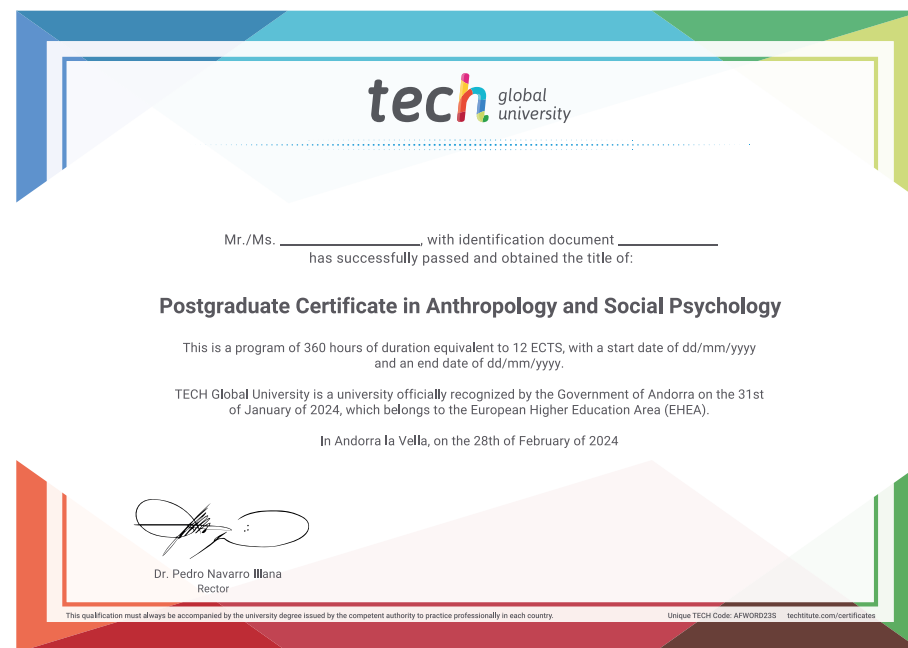 tech global
university
Mr./Ms. ____________, with identification document ____________
has successfully passed and obtained the title of:
Postgraduate Certificate in Anthropology and Social Psychology
This is a program of 360 hours of duration equivalent to 12 ECTS, with a start date of dd/mm/yyyy
and an end date of dd/mm/yyyy.
TECH Global University is a university officially recognized by the Government of Andorra on the 31st
of January of 2024, which belongs to the European Higher Education Area (EHEA).
In Andorra la Vella, on the 28th of February of 2024
Dr. Pedro Navarro Illana
Rector
This qualification must always be accompanied by the university degree issued by the competent authority to practice professionally in each country.
Unique TECH Code: AFWORD23S techtitute.com/certificates